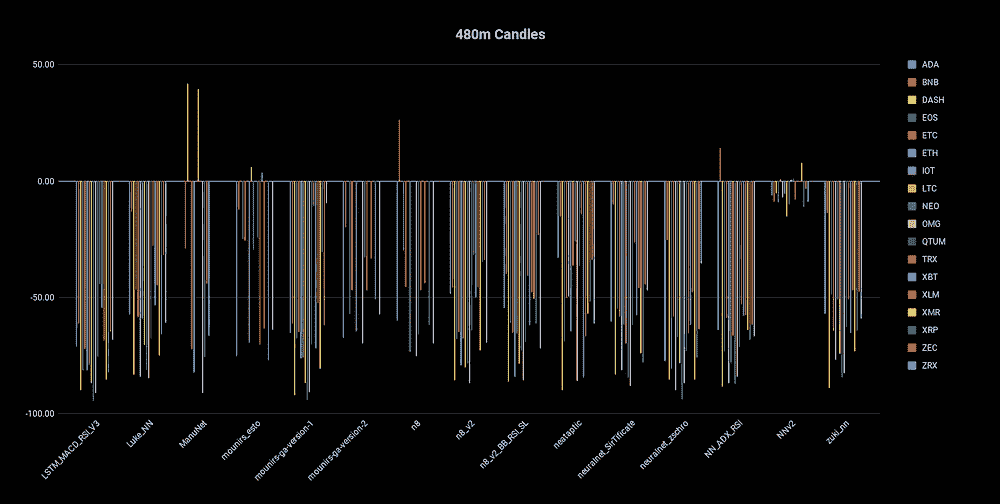 480m Candles
50.00
0.00
-50.00
-100.00
LSTM_MACD_RSI_V3
Luke_NN
ManuNet
mounirs_esto
mounirs-ga-version-1
mounirs-ga-version-2
n8
n8_v2
n8_v2_BB_RSI_SL
neataptic
neuralnet_SirTificate
neuralnet_zschro
NN_ADX_RSI
NNv2
zuki_nn
ADA
BNB
DASH
EOS
ETC
ETH
IOT
LTC
NEO
OMG
QTUM
TRX
XBT
XLM
XMR
XRP
ZEC
ZRX